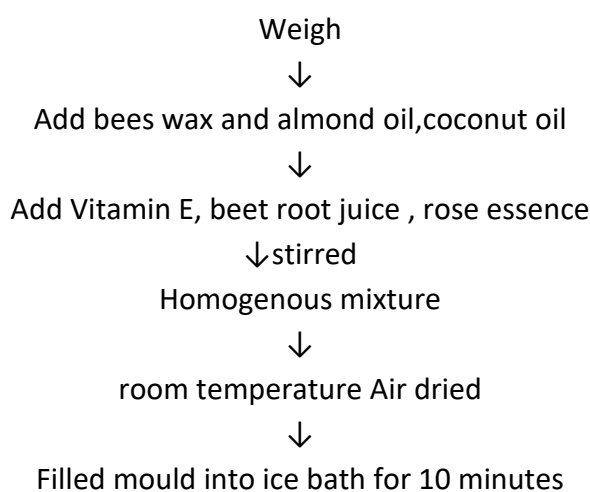 Weigh
↓
Add bees wax and almond oil,coconut oil
↓
Add Vitamin E, beet root juice , rose essence
↓stirred
Homogenous mixture
↓
room temperature Air dried
↓
Filled mould into ice bath for 10 minutes